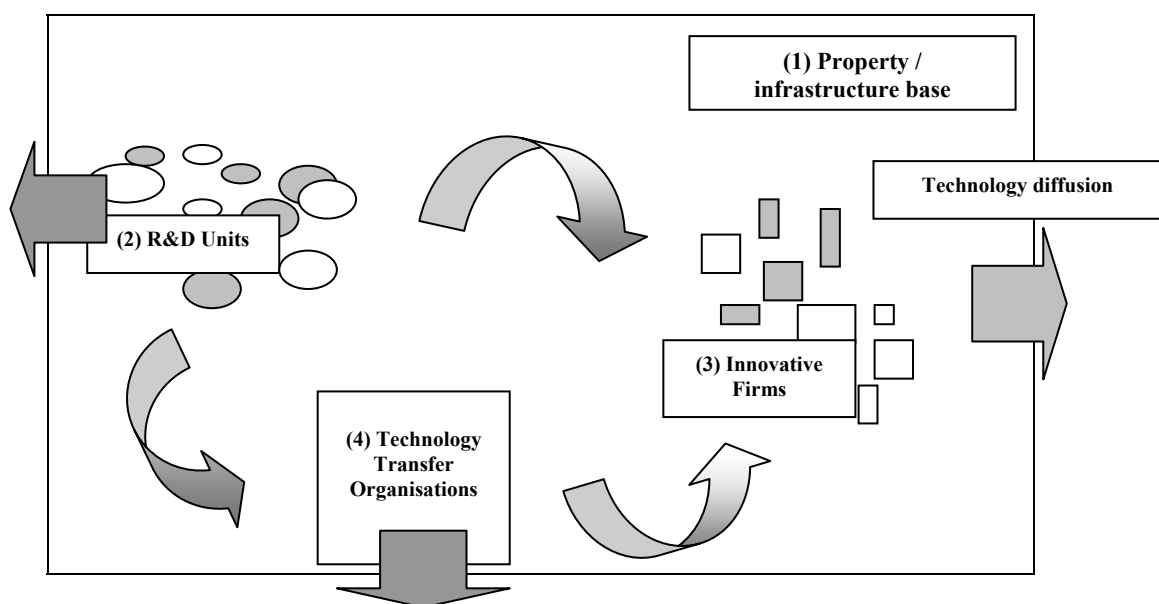 (1) Property /
infrastructure base
Technology diffusion
(2) R&D Units
(3) Innovative
Firms
(4) Technology
Transfer
Organisations